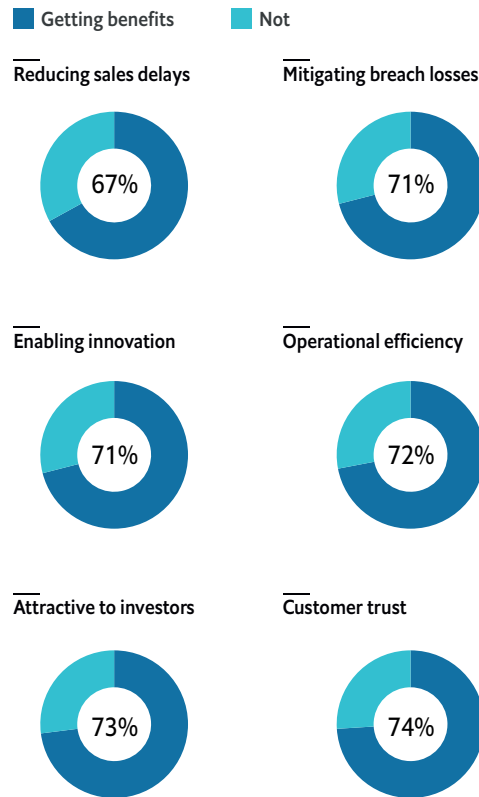 Getting benefits
Not
Reducing sales delays
Mitigating breach losses
67%
71%
Enabling innovation
Operational efficiency
71%
72%
Attractive to investors
Customer trust
73%
74%